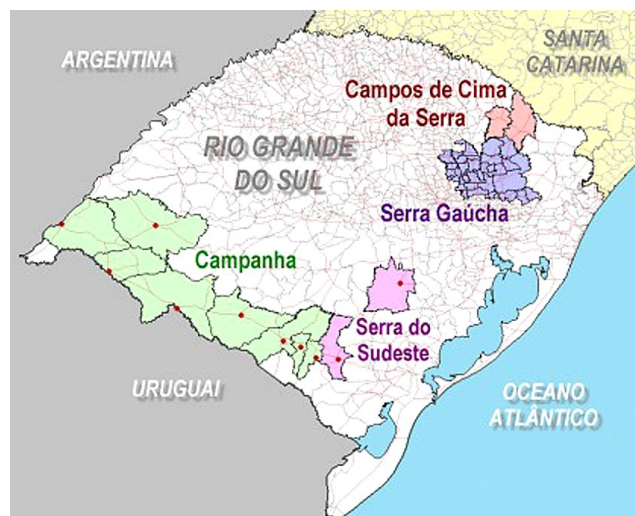 ARGENTINA
SANTA
CATARINA
Campos de Cima
da Serra
RIO GRANDE
DO SUL
Serra Gaúcha
Campanha
Serra do
Sudeste
URUGUAI
OCEANO
ATLÂNTICO